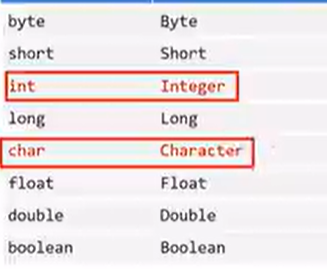 byte Byte
short Short
int Integer
long Long
char Character
float Float
double Double
boolean Boolean